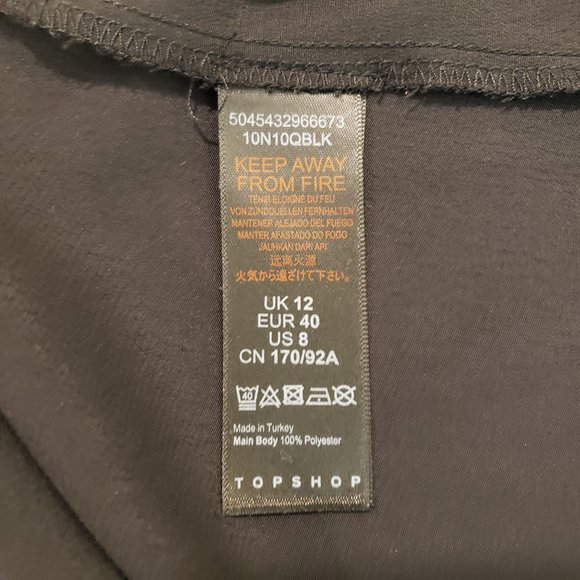 5045432966673
10N10QBLK
KEEP AWAY
FROM FIRE
TENIR ELOIGNE DU FEU
VON ZUNDQUELLEN FERNHALTEN
MANTENER ALEJADO DEL FUEGO
MANTER AFASTADO DO FOGO
JAUHKAN DARI API
远离火源
火気から遠ざけて下さい。
UK 12
EUR 40
US 8
CN 170/92A
40
Made in Turkey
Main Body 100% Polyester
TOPSHOP